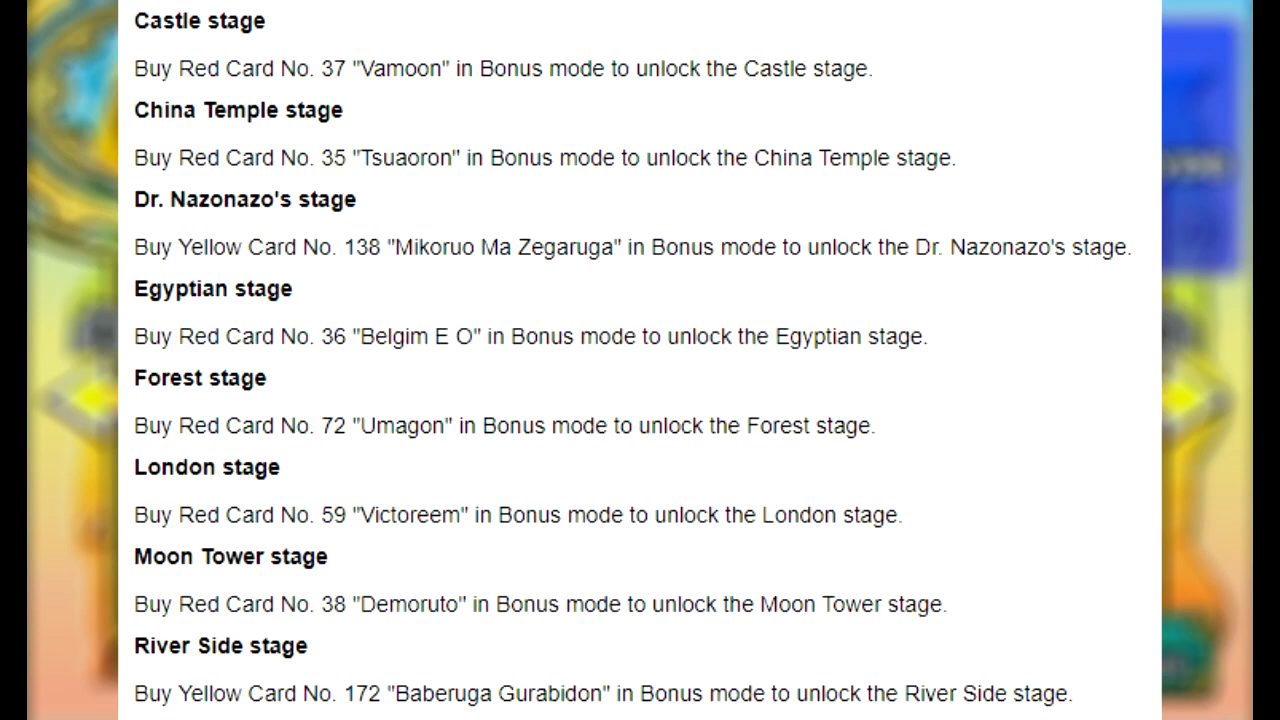 Castle stage
Buy Red Card No. 37 "Vamoon" in Bonus mode to unlock the Castle stage.
China Temple stage
Buy Red Card No. 35 "Tsuaoron" in Bonus mode to unlock the China Temple stage.
Dr. Nazonazo's stage
Buy Yellow Card No. 138 "Mikoruo Ma Zegaruga" in Bonus mode to unlock the Dr. Nazonazo's stage.
Egyptian stage
Buy Red Card No. 36 "Belgim E O" in Bonus mode to unlock the Egyptian stage.
Forest stage
Buy Red Card No. 72 "Umagon" in Bonus mode to unlock the Forest stage.
London stage
Buy Red Card No. 59 "Victoreem" in Bonus mode to unlock the London stage.
Moon Tower stage
Buy Red Card No. 38 "Demoruto" in Bonus mode to unlock the Moon Tower stage.
River Side stage
Buy Yellow Card No. 172 "Baberuga Gurabidon" in Bonus mode to unlock the River Side stage.